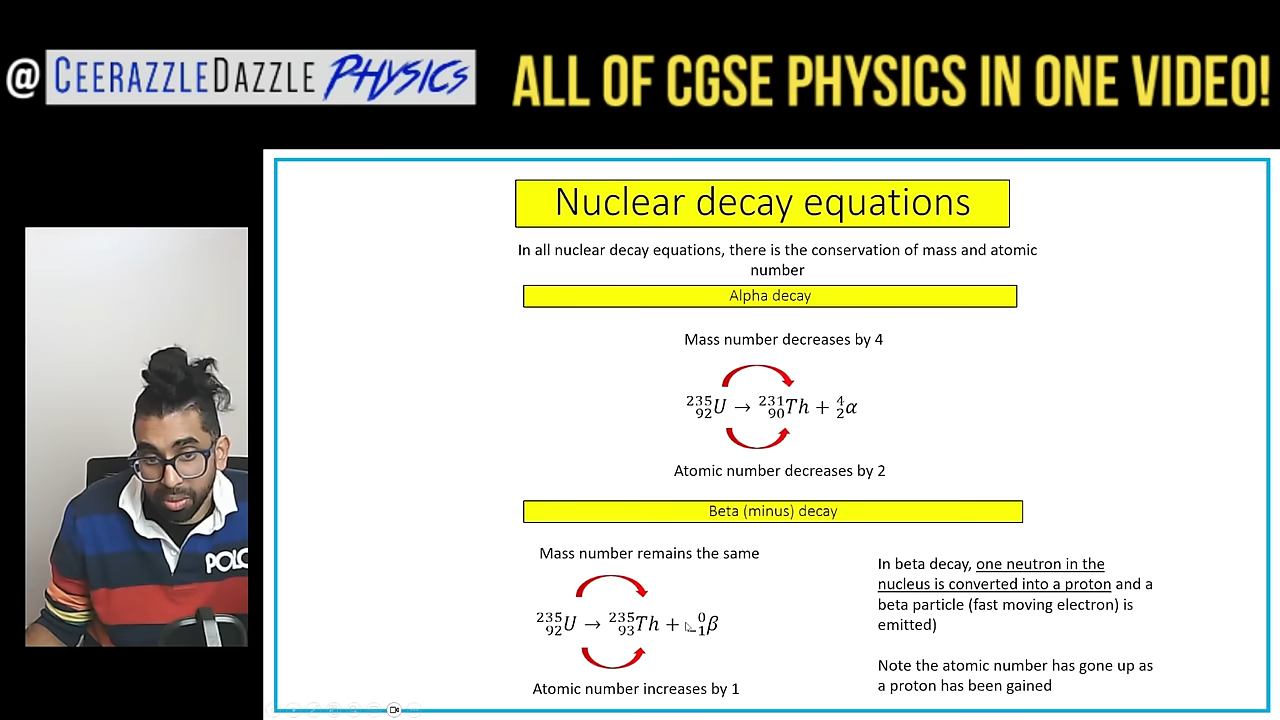 @ CEERAZZLEDAZZLE PHYSICS
ALL OF CGSE PHYSICS IN ONE VIDEO!
Nuclear decay equations
In all nuclear decay equations, there is the conservation of mass and atomic
number
Alpha decay
Mass number decreases by 4
²³⁵₉₂U → ²³¹₉₀Th + ⁴₂α
Atomic number decreases by 2
Beta (minus) decay
Mass number remains the same
²³⁵₉₂U → ²³⁵₉₃Th + ⁰₋₁β
Atomic number increases by 1
In beta decay, one neutron in the
nucleus is converted into a proton and a
beta particle (fast moving electron) is
emitted)
Note the atomic number has gone up as
a proton has been gained
POLO